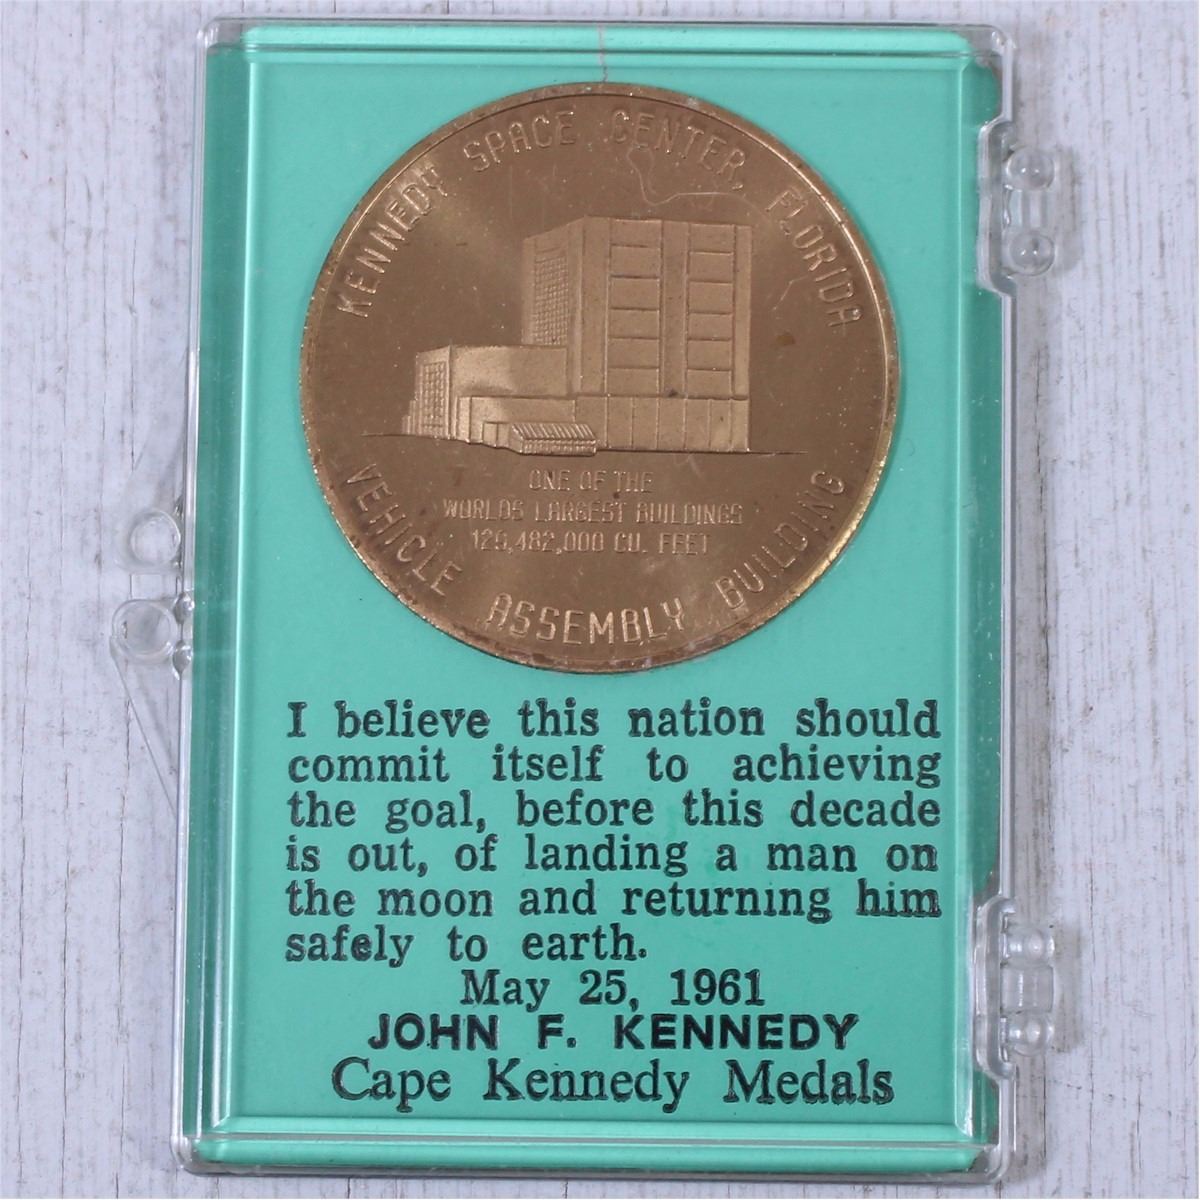 KENNEDY SPACE CENTER, FLORIDA
ONE OF THE
WORLDS LARGEST BUILDINGS
129,482,000 CU. FEET
VEHICLE ASSEMBLY BUILDING
I believe this nation should
commit itself to achieving
the goal, before this decade
is out, of landing a man on
the moon and returning him
safely to earth.
May 25, 1961
JOHN F. KENNEDY
Cape Kennedy Medals